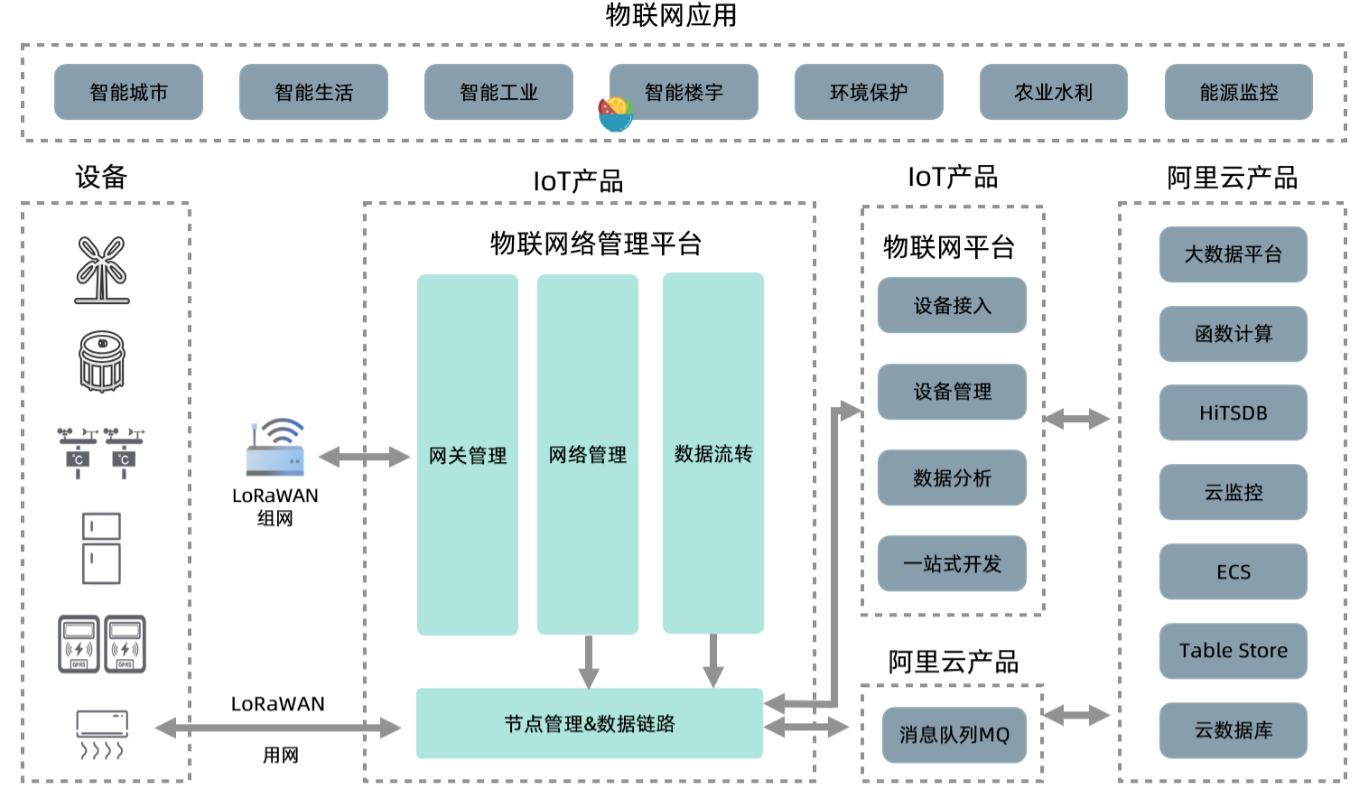 物联网应用
智能城市
智能生活
智能工业
智能楼宇
环境保护
农业水利
能源监控
设备
°C
°C
GPRS
GPRS
LoRaWAN
组网
LoRaWAN
用网
IoT产品
物联网络管理平台
网关管理
网络管理
数据流转
节点管理&数据链路
IoT产品
物联网平台
设备接入
设备管理
数据分析
一站式开发
阿里云产品
消息队列MQ
阿里云产品
大数据平台
函数计算
HiTSDB
云监控
ECS
Table Store
云数据库